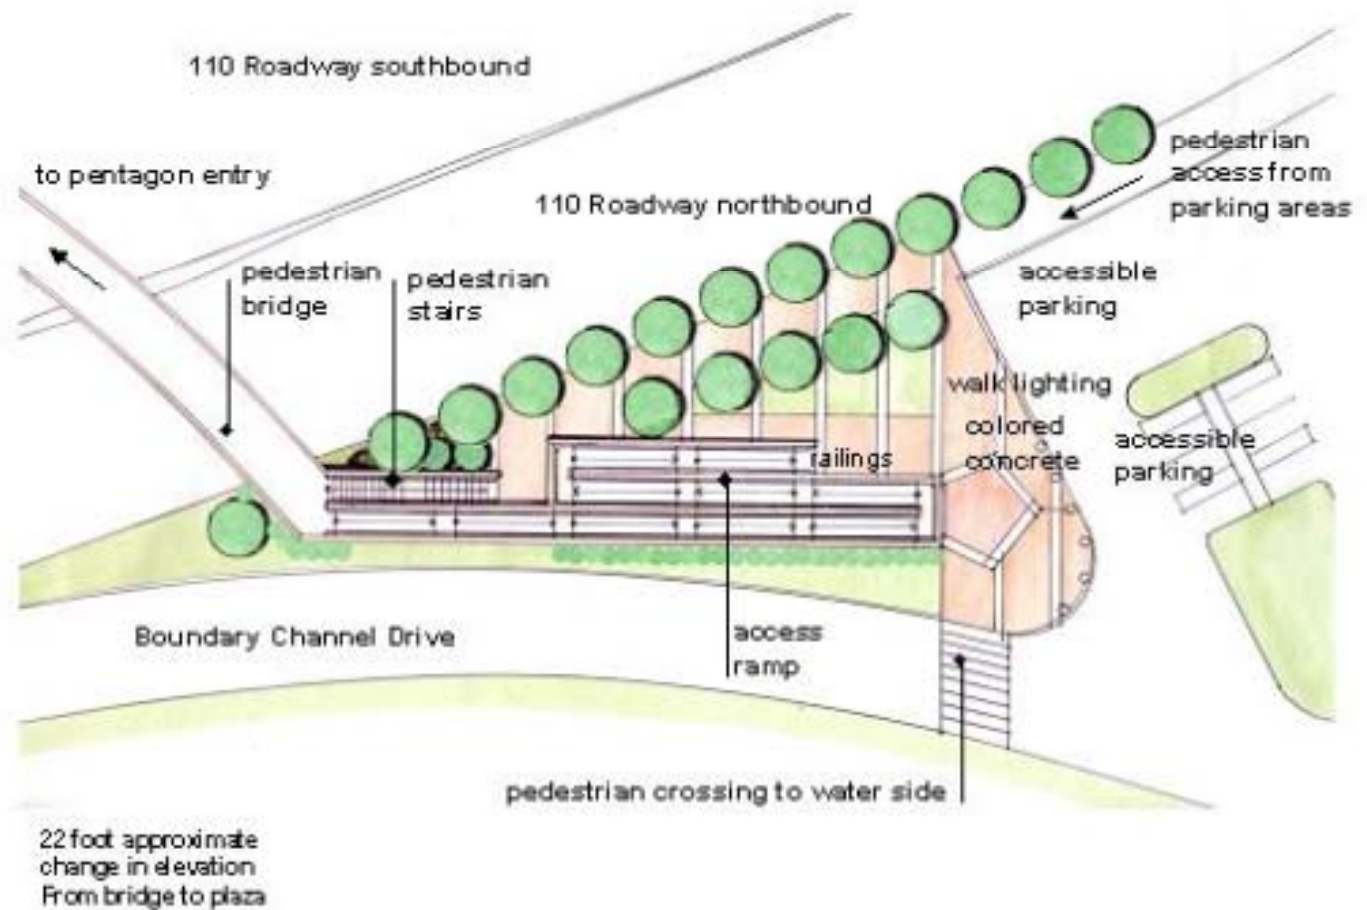 110 Roadway southbound
to pentagon entry
110 Roadway northbound
pedestrian
access from
parking areas
pedestrian
bridge
pedestrian
stairs
accessible
parking
walk lighting
colored
concrete
accessible
parking
railings
Boundary Channel Drive
access
ramp
pedestrian crossing to water side
22 foot approximate
change in elevation
From bridge to plaza